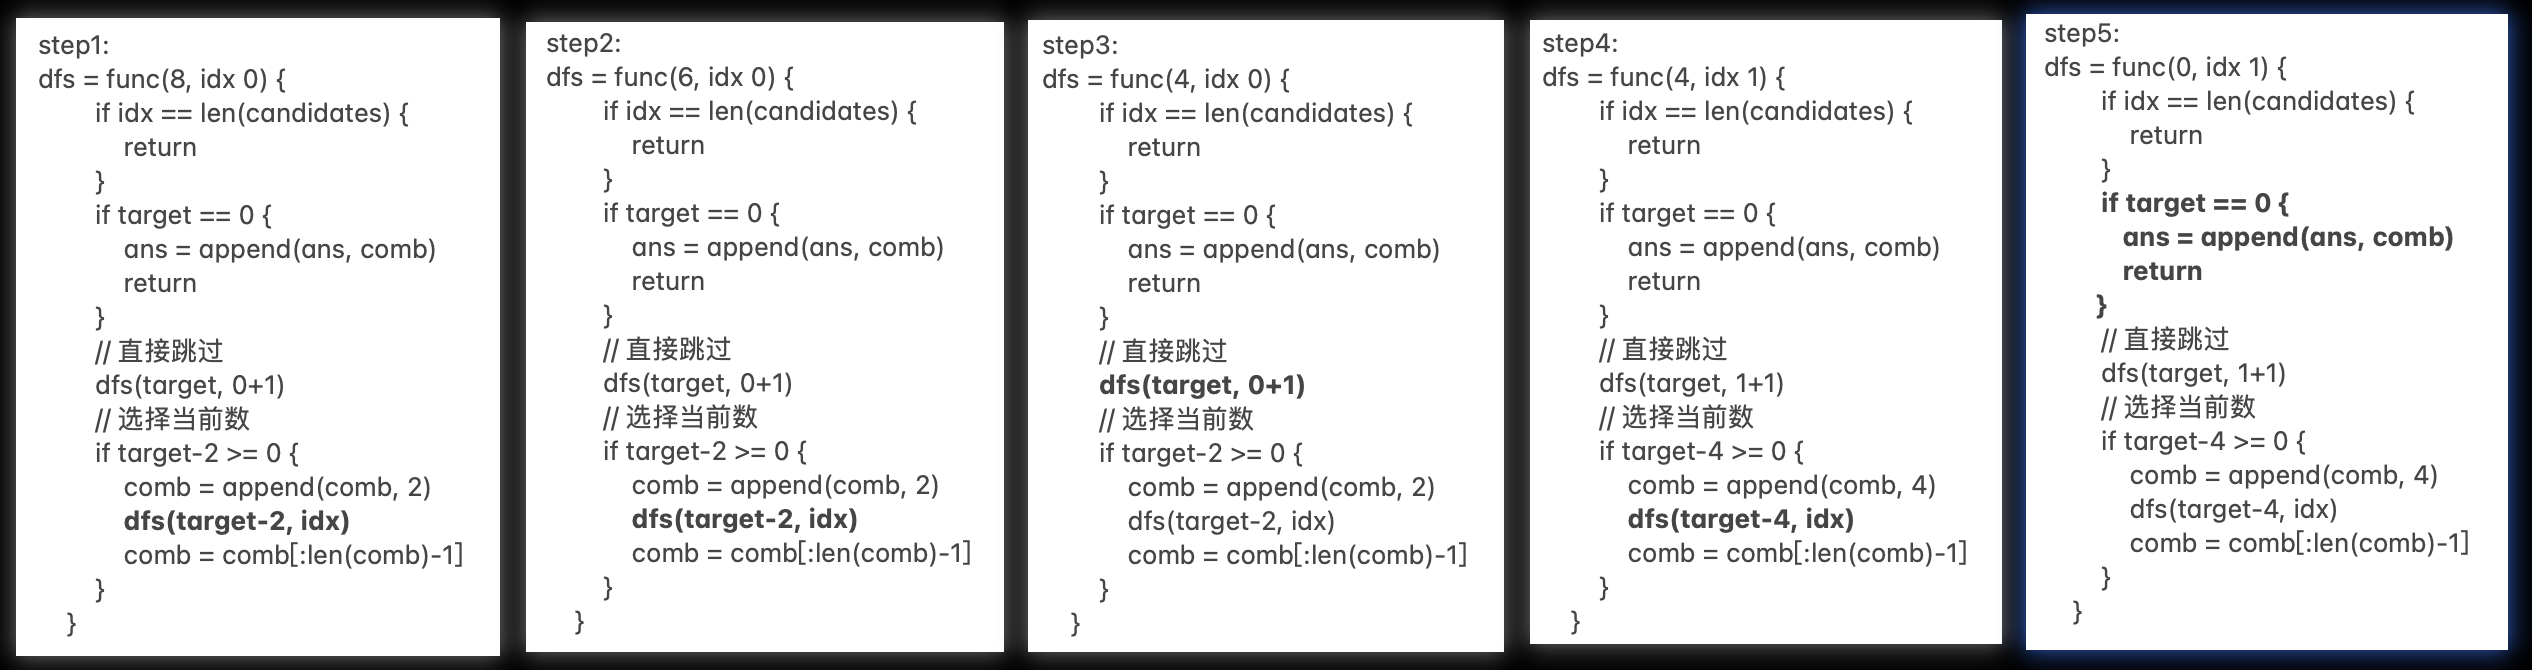 step1:
dfs = func(8, idx 0) {
if idx == len(candidates) {
return
}
if target == 0 {
ans = append(ans, comb)
return
}
// 直接跳过
dfs(target, 0+1)
// 选择当前数
if target-2 >= 0 {
comb = append(comb, 2)
dfs(target-2, idx)
comb = comb[:len(comb)-1]
}
}
step2:
dfs = func(6, idx 0) {
if idx == len(candidates) {
return
}
if target == 0 {
ans = append(ans, comb)
return
}
// 直接跳过
dfs(target, 0+1)
// 选择当前数
if target-2 >= 0 {
comb = append(comb, 2)
dfs(target-2, idx)
comb = comb[:len(comb)-1]
}
}
step3:
dfs = func(4, idx 0) {
if idx == len(candidates) {
return
}
if target == 0 {
ans = append(ans, comb)
return
}
// 直接跳过
dfs(target, 0+1)
// 选择当前数
if target-2 >= 0 {
comb = append(comb, 2)
dfs(target-2, idx)
comb = comb[:len(comb)-1]
}
}
step4:
dfs = func(4, idx 1) {
if idx == len(candidates) {
return
}
if target == 0 {
ans = append(ans, comb)
return
}
// 直接跳过
dfs(target, 1+1)
// 选择当前数
if target-4 >= 0 {
comb = append(comb, 4)
dfs(target-4, idx)
comb = comb[:len(comb)-1]
}
}
step5:
dfs = func(0, idx 1) {
if idx == len(candidates) {
return
}
if target == 0 {
ans = append(ans, comb)
return
}
// 直接跳过
dfs(target, 1+1)
// 选择当前数
if target-4 >= 0 {
comb = append(comb, 4)
dfs(target-4, idx)
comb = comb[:len(comb)-1]
}
}